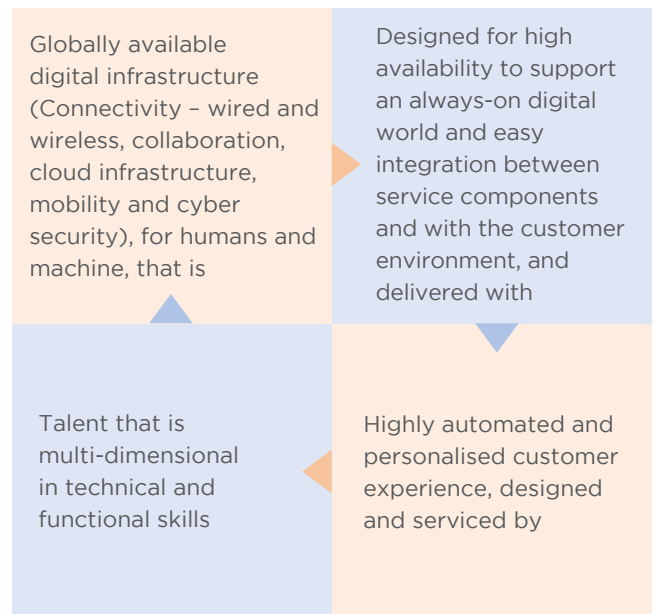 Globally available
digital infrastructure
(Connectivity – wired and
wireless, collaboration,
cloud infrastructure,
mobility and cyber
security), for humans and
machine, that is
Designed for high
availability to support
an always-on digital
world and easy
integration between
service components
and with the customer
environment, and
delivered with
Highly automated and
personalised customer
experience, designed
and serviced by
Talent that is
multi-dimensional
in technical and
functional skills